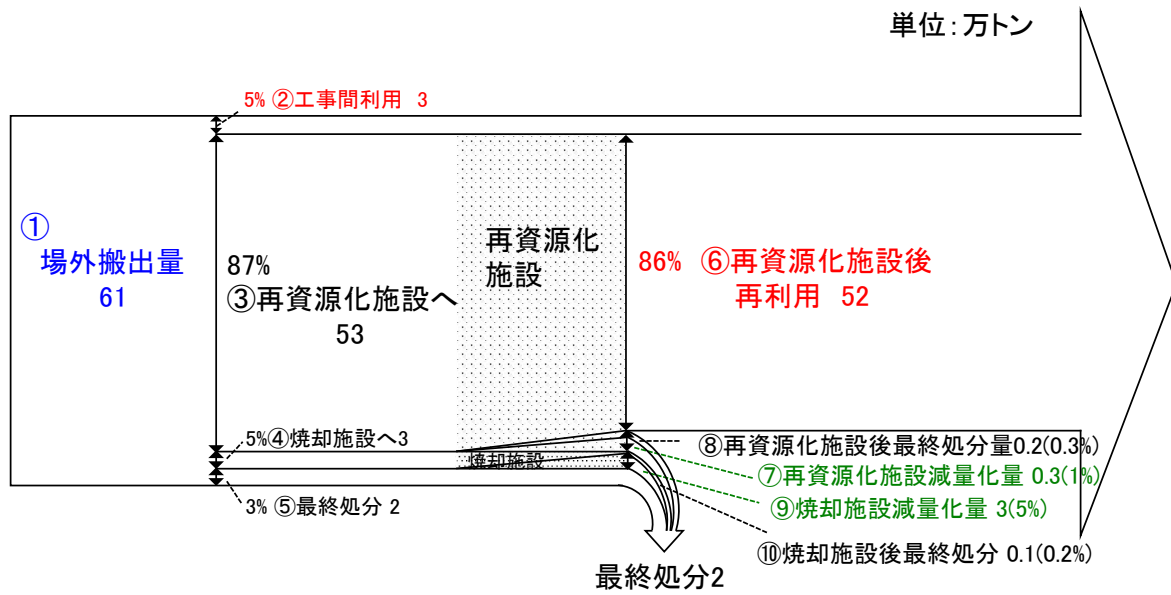 単位：万トン
5% ②工事間利用 3
①
場外搬出量
61
87%
③再資源化施設へ
53
再資源化
施設
86% ⑥再資源化施設後
再利用 52
5%④焼却施設へ3
焼却施設
3% ⑤最終処分 2
⑧再資源化施設後最終処分量 0.2(0.3%)
⑦再資源化施設減量化量 0.3(1%)
⑨焼却施設減量化量 3(5%)
⑩焼却施設後最終処分 0.1(0.2%)
最終処分2